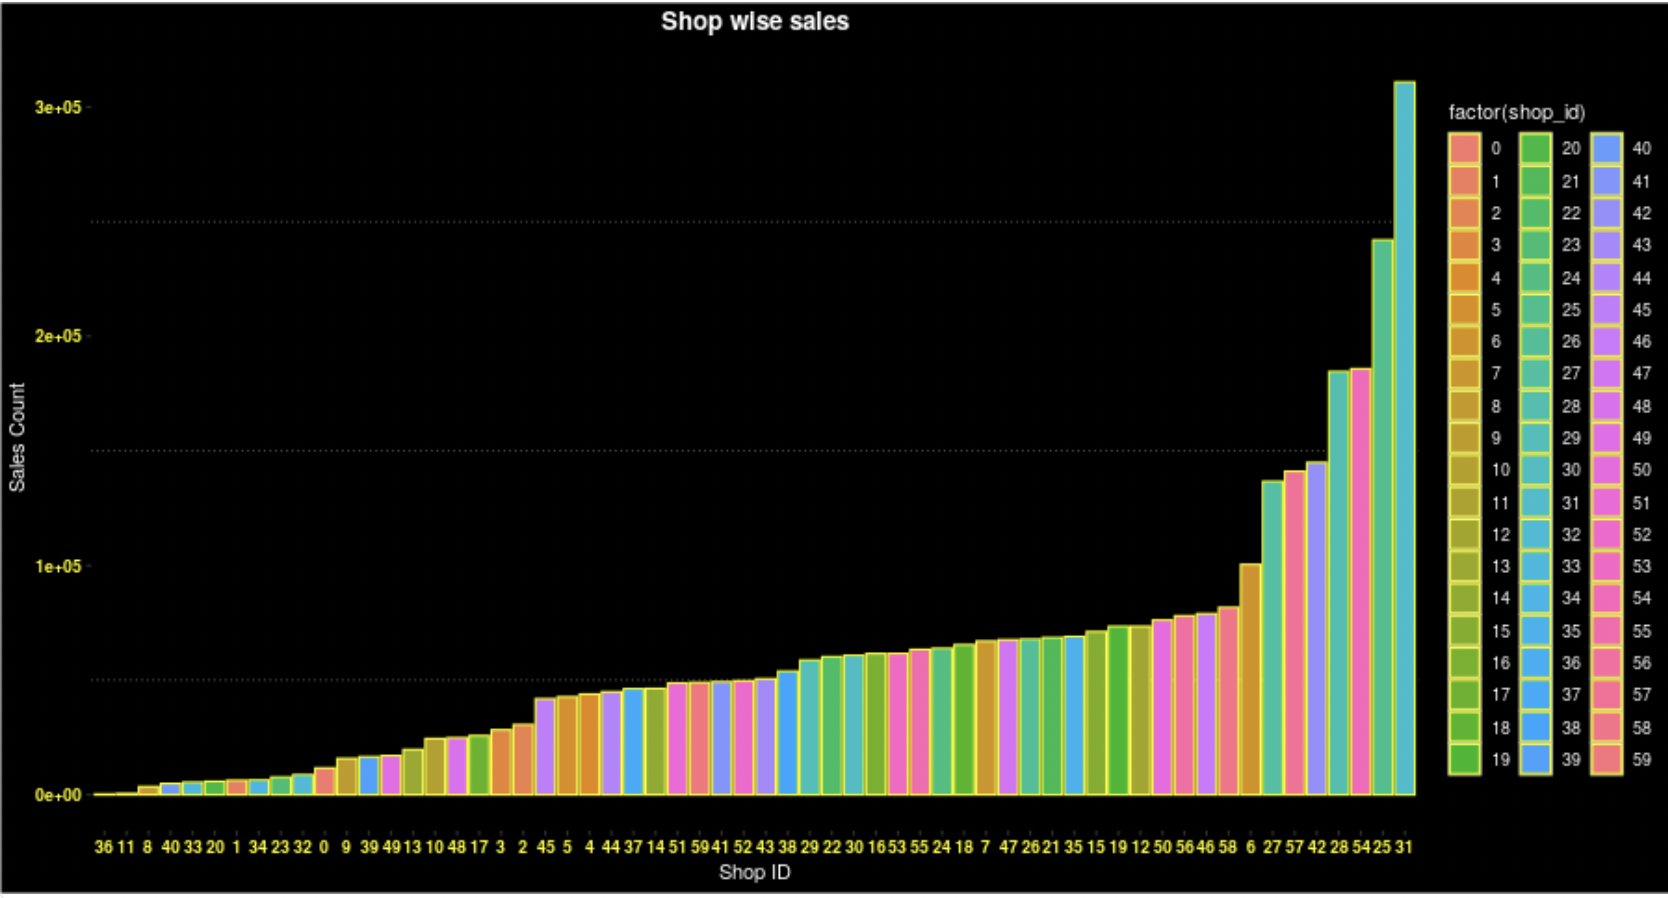 Shop wise sales
3e+05
2e+05
1e+05
0e+00
Sales Count
36 11 8 40 33 20 1 34 23 32 0 9 39 49 13 10 48 17 3 2 45 5 4 44 37 14 51 59 41 52 43 38 29 22 30 16 53 55 24 18 7 47 26 21 35 15 19 12 50 56 46 58 6 27 57 42 28 54 25 31
Shop ID
factor(shop_id)
0 20 40
1 21 41
2 22 42
3 23 43
4 24 44
5 25 45
6 26 46
7 27 47
8 28 48
9 29 49
10 30 50
11 31 51
12 32 52
13 33 53
14 34 54
15 35 55
16 36 56
17 37 57
18 38 58
19 39 59